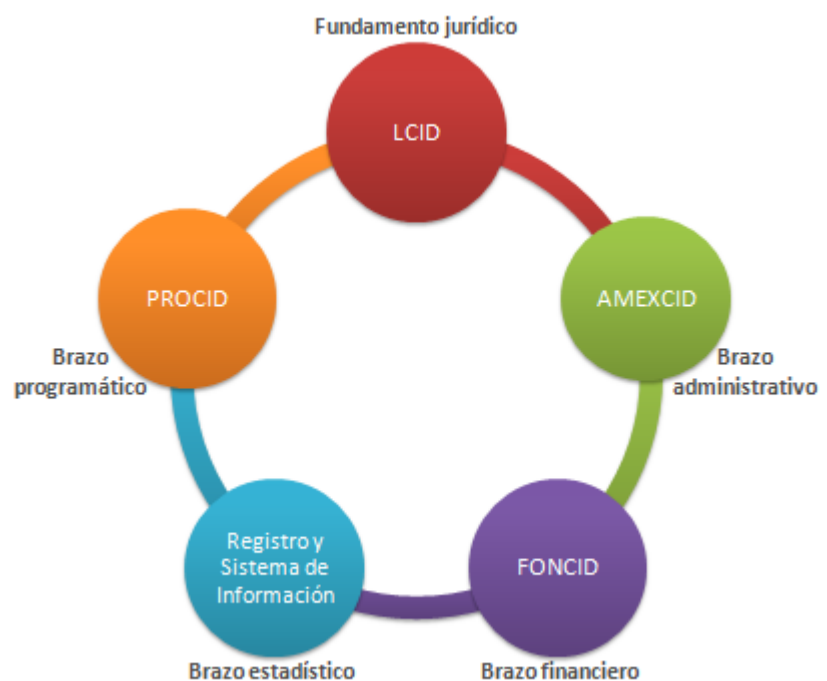 Fundamento jurídico
LCID
PROCID
AMEXCID
Brazo
programático
Brazo
administrativo
Registro y
Sistema de
Información
FONCID
Brazo estadístico
Brazo financiero